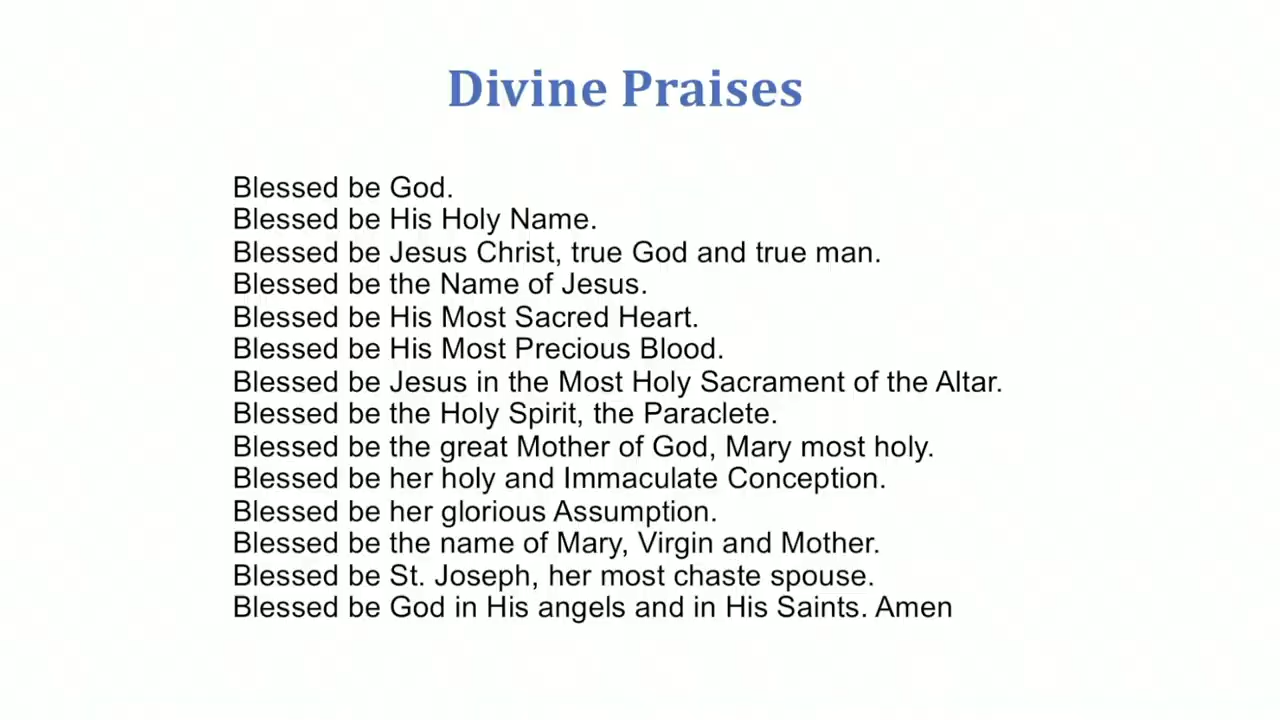 Divine Praises
Blessed be God.
Blessed be His Holy Name.
Blessed be Jesus Christ, true God and true man.
Blessed be the Name of Jesus.
Blessed be His Most Sacred Heart.
Blessed be His Most Precious Blood.
Blessed be Jesus in the Most Holy Sacrament of the Altar.
Blessed be the Holy Spirit, the Paraclete.
Blessed be the great Mother of God, Mary most holy.
Blessed be her holy and Immaculate Conception.
Blessed be her glorious Assumption.
Blessed be the name of Mary, Virgin and Mother.
Blessed be St. Joseph, her most chaste spouse.
Blessed be God in His angels and in His Saints. Amen